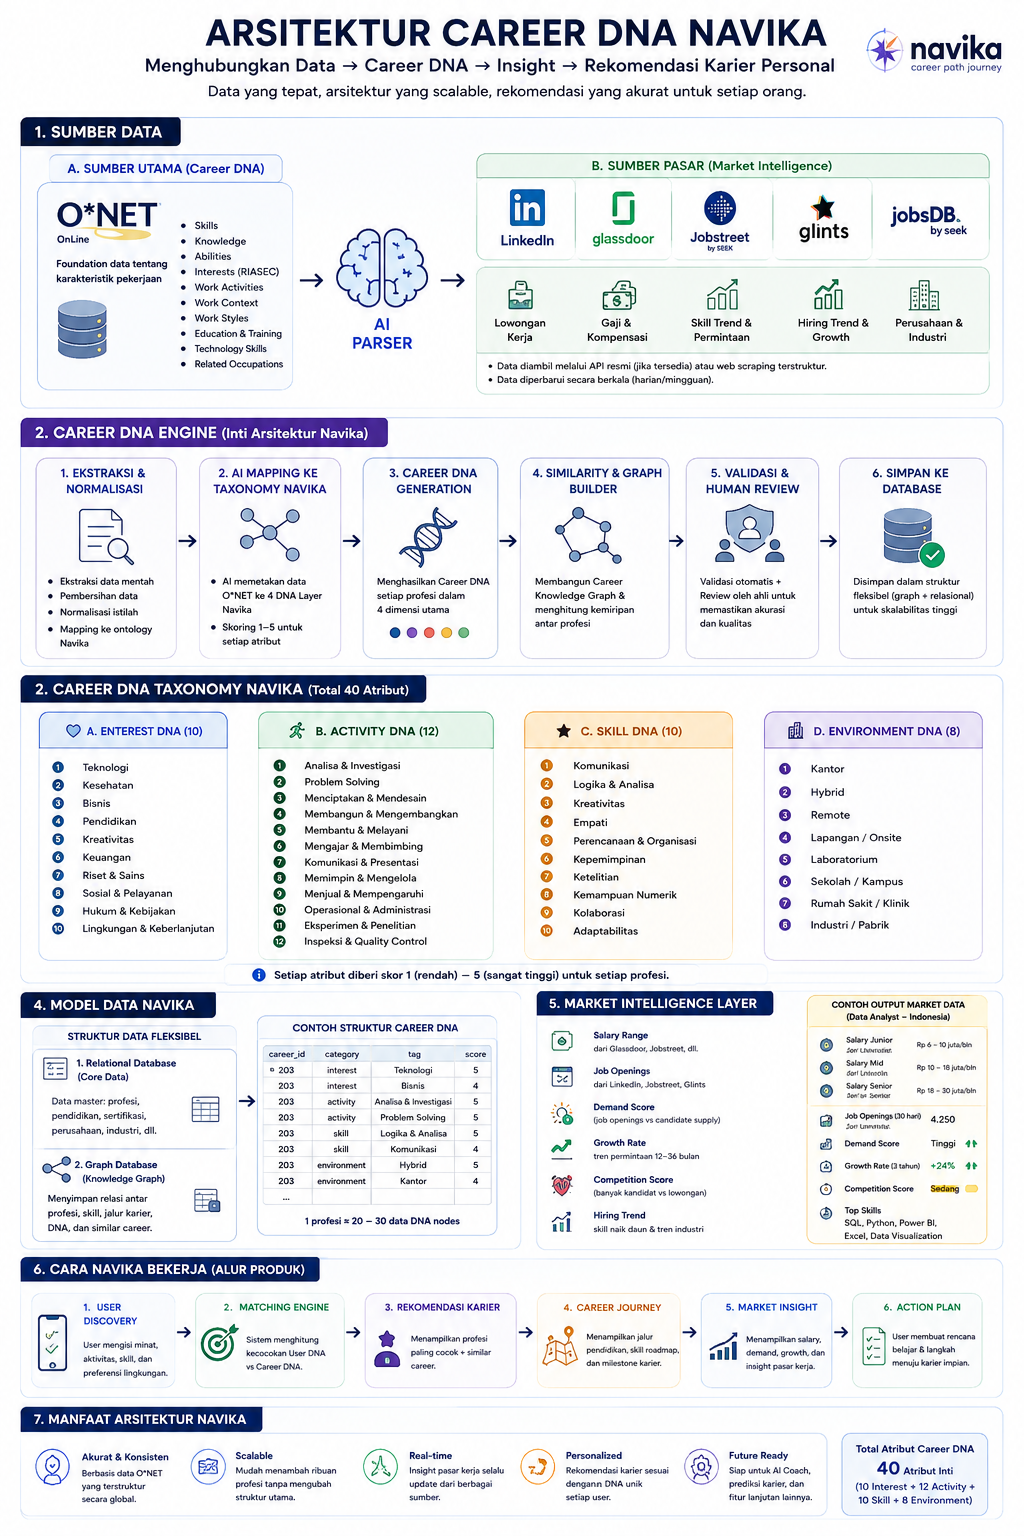 ARSITEKTUR CAREER DNA NAVIKA
Menghubungkan Data → Career DNA → Insight → Rekomendasi Karier Personal
Data yang tepat, arsitektur yang scalable, rekomendasi yang akurat untuk setiap orang.
navika
career path journey
1. SUMBER DATA
A. SUMBER UTAMA (Career DNA)
O*NET
OnLine
Foundation data tentang
karakteristik pekerjaan
• Skills
• Knowledge
• Abilities
• Interests (RIASEC)
• Work Activities
• Work Context
• Work Styles
• Education & Training
• Technology Skills
• Related Occupations
AI
PARSER
B. SUMBER PASAR (Market Intelligence)
in
LinkedIn
glassdoor
Jobstreet
by SEEK
glints
jobsDB
by seek
Lowongan
Kerja
Gaji &
Kompensasi
Skill Trend &
Permintaan
Hiring Trend &
Growth
Perusahaan &
Industri
• Data diambil melalui API resmi (jika tersedia) atau web scraping terstruktur.
• Data diperbarui secara berkala (harian/mingguan).
2. CAREER DNA ENGINE (Inti Arsitektur Navika)
1. EKSTRAKSI &
NORMALISASI
• Ekstraksi data mentah
• Pembersihan data
• Normalisasi istilah
• Mapping ke ontology
Navika
2. AI MAPPING KE
TAXONOMY NAVIKA
• AI memetakan data
O*NET ke 4 DNA Layer
Navika
• Skoring 1–5 untuk
setiap atribut
3. CAREER DNA
GENERATION
Menghasilkan Career DNA
setiap profesi dalam
4 dimensi utama
4. SIMILARITY & GRAPH
BUILDER
Membangun Career
Knowledge Graph &
menghitung kemiripan
antar profesi
5. VALIDASI &
HUMAN REVIEW
Validasi otomatis +
Review oleh ahli untuk
memastikan akurasi
dan kualitas
6. SIMPAN KE
DATABASE
Disimpan dalam struktur
fleksibel (graph + relasional)
untuk skalabilitas tinggi
2. CAREER DNA TAXONOMY NAVIKA (Total 40 Atribut)
A. ENTEREST DNA (10)
1 Teknologi
2 Kesehatan
3 Bisnis
4 Pendidikan
5 Kreativitas
6 Keuangan
7 Riset & Sains
8 Sosial & Pelayanan
9 Hukum & Kebijakan
10 Lingkungan & Keberlanjutan
B. ACTIVITY DNA (12)
1 Analisa & Investigasi
2 Problem Solving
3 Menciptakan & Mendesain
4 Membangun & Mengembangkan
5 Membantu & Melayani
6 Mengajar & Membimbing
7 Komunikasi & Presentasi
8 Memimpin & Mengelola
9 Menjual & Mempengaruhi
10 Operasional & Administrasi
11 Eksperimen & Penelitian
12 Inspeksi & Quality Control
C. SKILL DNA (10)
1 Komunikasi
2 Logika & Analisa
3 Kreativitas
4 Empati
5 Perencanaan & Organisasi
6 Kepemimpinan
7 Ketelitian
8 Kemampuan Numerik
9 Kolaborasi
10 Adaptabilitas
D. ENVIRONMENT DNA (8)
1 Kantor
2 Hybrid
3 Remote
4 Lapangan / Onsite
5 Laboratorium
6 Sekolah / Kampus
7 Rumah Sakit / Klinik
8 Industri / Pabrik
i Setiap atribut diberi skor 1 (rendah) – 5 (sangat tinggi) untuk setiap profesi.
4. MODEL DATA NAVIKA
STRUKTUR DATA FLEKSIBEL
1. Relational Database
(Core Data)
Data master: profesi,
pendidikan, sertifikasi,
perusahaan, industri, dll.
2. Graph Database
(Knowledge Graph)
Menyimpan relasi antar
profesi, skill, jalur karier,
DNA, dan similar career.
CONTOH STRUKTUR CAREER DNA
career_id category tag score
203 interest Teknologi 5
203 interest Bisnis 4
203 activity Analisa & Investigasi 5
203 activity Problem Solving 5
203 skill Logika & Analisa 5
203 skill Komunikasi 4
203 environment Hybrid 5
203 environment Kantor 4
...
1 profesi ≈ 20 – 30 data DNA nodes
5. MARKET INTELLIGENCE LAYER
Salary Range
dari Glassdoor, Jobstreet, dll.
Job Openings
dari LinkedIn, Jobstreet, Glints
Demand Score
(job openings vs candidate supply)
Growth Rate
tren permintaan 12–36 bulan
Competition Score
(banyak kandidat vs lowongan)
Hiring Trend
skill naik daun & tren industri
CONTOH OUTPUT MARKET DATA
(Data Analyst – Indonesia)
Salary Junior Rp 6 – 10 juta/bln
Salary Mid Rp 10 – 18 juta/bln
Salary Senior Rp 18 – 30 juta/bln
Job Openings (30 hari) 4.250
Demand Score Tinggi
Growth Rate (3 tahun) +24%
Competition Score Sedang
Top Skills
SQL, Python, Power BI,
Excel, Data Visualization
6. CARA NAVIKA BEKERJA (ALUR PRODUK)
1. USER
DISCOVERY
User mengisi minat,
aktivitas, skill, dan
preferensi lingkungan.
2. MATCHING ENGINE
Sistem menghitung
kecocokan User DNA
vs Career DNA.
3. REKOMENDASI KARIER
Menampilkan profesi
paling cocok + similar
career.
4. CAREER JOURNEY
Menampilkan jalur
pendidikan, skill roadmap,
dan milestone karier.
5. MARKET INSIGHT
Menampilkan salary,
demand, growth, dan
insight pasar kerja.
6. ACTION PLAN
User membuat rencana
belajar & langkah
menuju karier impian.
7. MANFAAT ARSITEKTUR NAVIKA
Akurat & Konsisten
Berbasis data O*NET
yang terstruktur
secara global.
Scalable
Mudah menambah ribuan
profesi tanpa mengubah
struktur utama.
Real-time
Insight pasar kerja selalu
update dari berbagai
sumber.
Personalized
Rekomendasi karier sesuai
dengann DNA unik
setiap user.
Future Ready
Siap untuk AI Coach,
prediksi karier, dan
fitur lanjutan lainnya.
Total Atribut Career DNA
40 Atribut Inti
(10 Interest + 12 Activity +
10 Skill + 8 Environment)